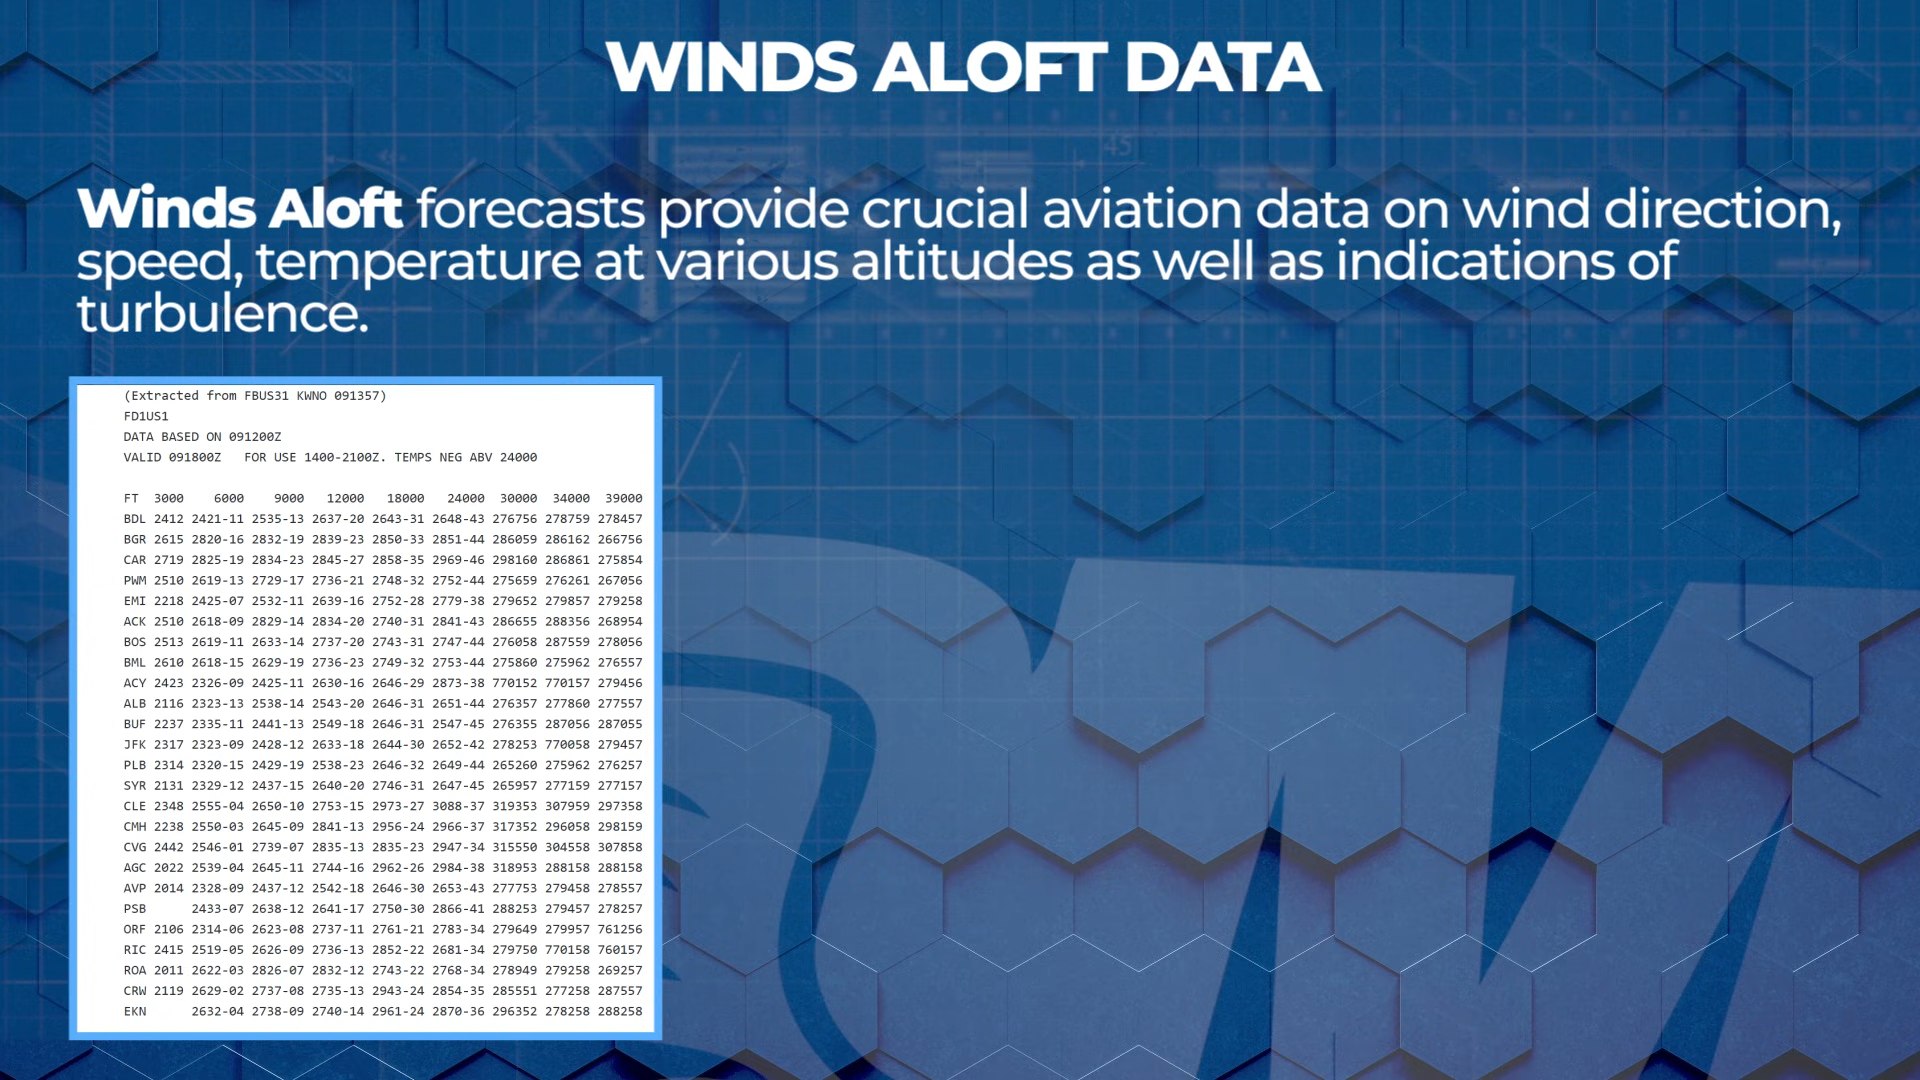 WINDS ALOFT DATA
Winds Aloft forecasts provide crucial aviation data on wind direction,
speed, temperature at various altitudes as well as indications of
turbulence.
45
(Extracted from FBUS31 KWNO 091357)
FD1US1
DATA BASED ON 091200Z
VALID 091800Z   FOR USE 1400-2100Z. TEMPS NEG ABV 24000
FT  3000    6000    9000   12000   18000   24000  30000  34000  39000
BDL 2412 2421-11 2535-13 2637-20 2643-31 2648-43 276756 278759 278457
BGR 2615 2820-16 2832-19 2839-23 2850-33 2851-44 286059 286162 266756
CAR 2719 2825-19 2834-23 2845-27 2858-35 2969-46 298160 286861 275854
PWM 2510 2619-13 2729-17 2736-21 2748-32 2752-44 275659 276261 267056
EMI 2218 2425-07 2532-11 2639-16 2752-28 2779-38 279652 279857 279258
ACK 2510 2618-09 2829-14 2834-20 2740-31 2841-43 286655 288356 268954
BOS 2513 2619-11 2633-14 2737-20 2743-31 2747-44 276058 287559 278056
BML 2610 2618-15 2629-19 2736-23 2749-32 2753-44 275860 275962 276557
ACY 2423 2326-09 2425-11 2630-16 2646-29 2873-38 770152 770157 279456
ALB 2116 2323-13 2538-14 2543-20 2646-31 2651-44 276357 277860 277557
BUF 2237 2335-11 2441-13 2549-18 2646-31 2547-45 276355 287056 287055
JFK 2317 2323-09 2428-12 2633-18 2644-30 2652-42 278253 770058 279457
PLB 2314 2320-15 2429-19 2538-23 2646-32 2649-44 265260 275962 276257
SYR 2131 2329-12 2437-15 2640-20 2746-31 2647-45 265957 277159 277157
CLE 2348 2555-04 2650-10 2753-15 2973-27 3088-37 319353 307959 297358
CMH 2238 2550-03 2645-09 2841-13 2956-24 2966-37 317352 296058 298159
CVG 2442 2546-01 2739-07 2835-13 2835-23 2947-34 315550 304558 307858
AGC 2022 2539-04 2645-11 2744-16 2962-26 2984-38 318953 288158 288158
AVP 2014 2328-09 2437-12 2542-18 2646-30 2653-43 277753 279458 278557
PSB      2433-07 2638-12 2641-17 2750-30 2866-41 288253 279457 278257
ORF 2106 2314-06 2623-08 2737-11 2761-21 2783-34 279649 279957 761256
RIC 2415 2519-05 2626-09 2736-13 2852-22 2681-34 279750 770158 760157
ROA 2011 2622-03 2826-07 2832-12 2743-22 2768-34 278949 279258 269257
CRW 2119 2629-02 2737-08 2735-13 2943-24 2854-35 285551 277258 287557
EKN      2632-04 2738-09 2740-14 2961-24 2870-36 296352 278258 288258